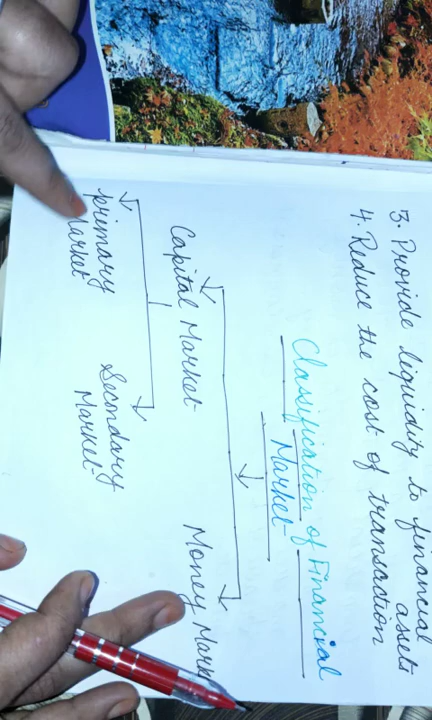 3. Provide liquidity to financial
assets
4. Reduce the cost of transaction
Classification of Financial
Market
Capital Market
Money Mark
primary
Market
Secondary
Market